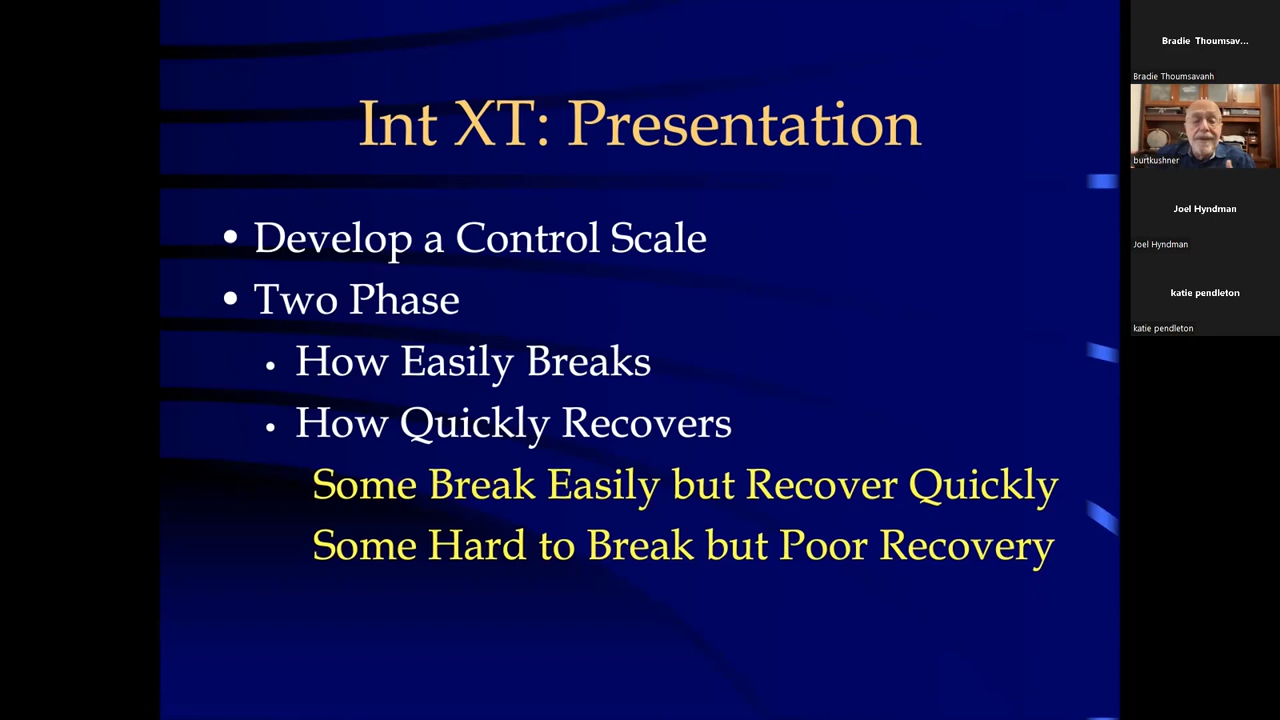 Int XT: Presentation
• Develop a Control Scale
• Two Phase
• How Easily Breaks
• How Quickly Recovers
Some Break Easily but Recover Quickly
Some Hard to Break but Poor Recovery
Bradie Thoumsav...
Bradie Thoumsavanh
burtkushner
Joel Hyndman
Joel Hyndman
katie pendleton
katie pendleton